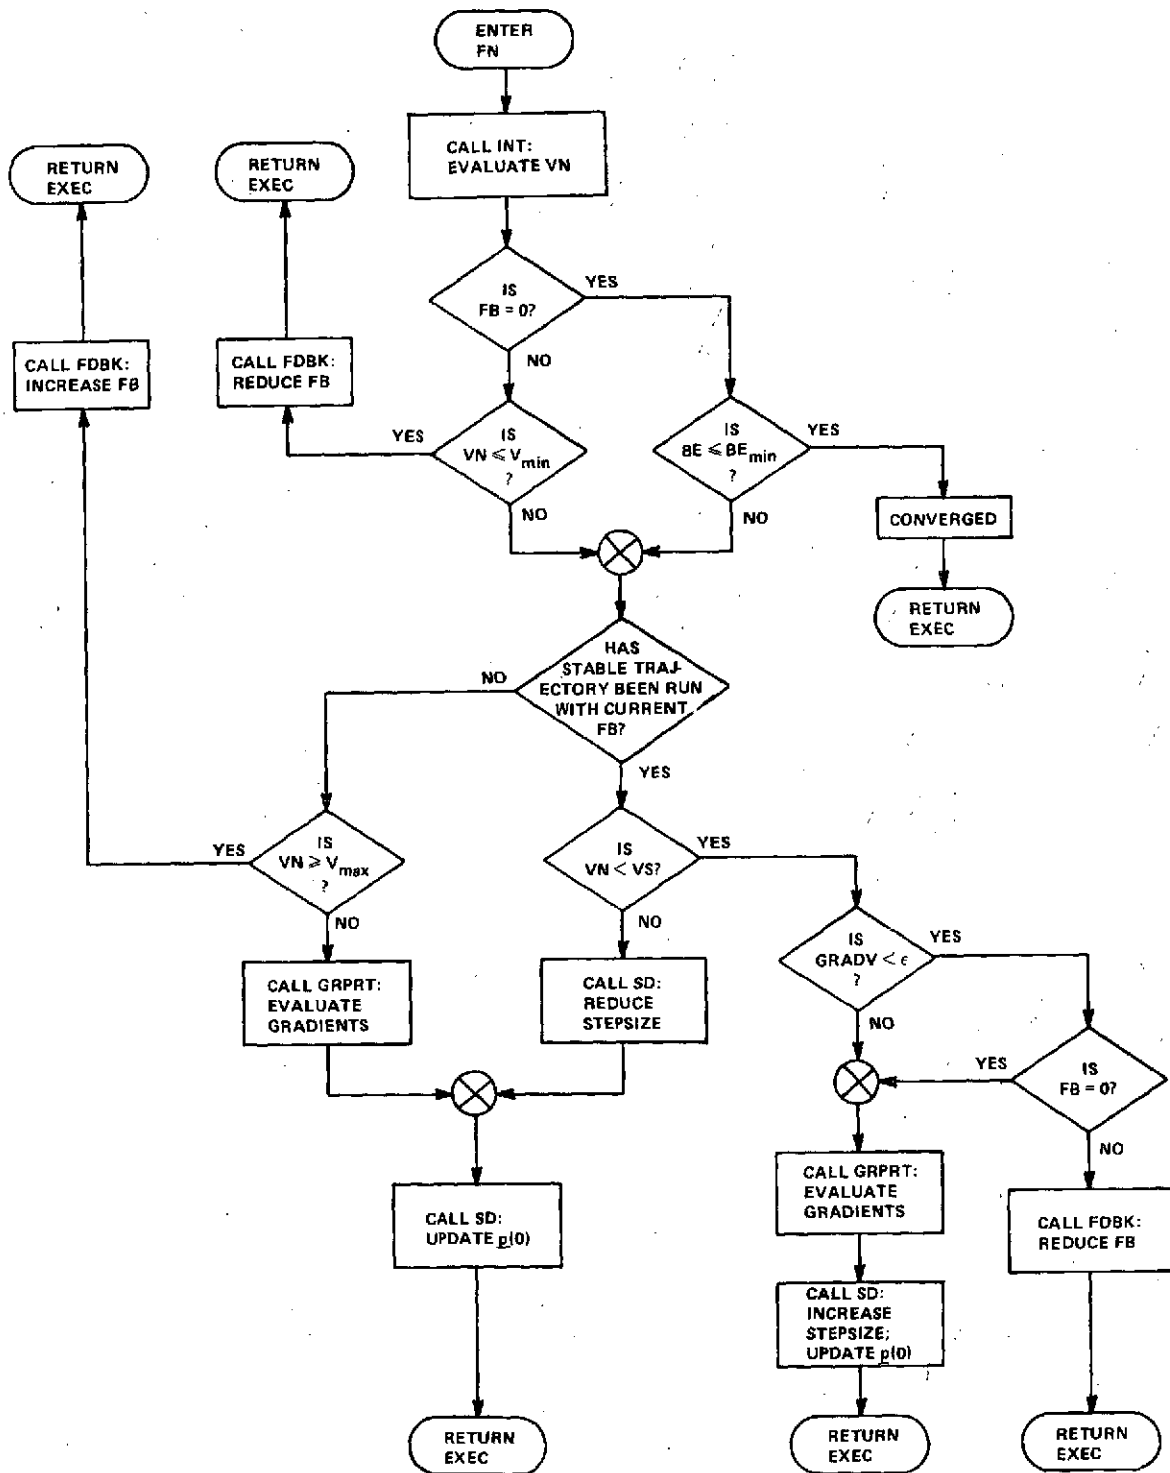 ENTER
FN
CALL INT:
EVALUATE VN
RETURN
EXEC
RETURN
EXEC
IS
FB = 0?
YES
NO
CALL FDBK:
INCREASE FB
CALL FDBK:
REDUCE FB
YES
IS
VN ⩽ Vmin
?
NO
IS
BE ⩽ BEmin
?
YES
NO
CONVERGED
RETURN
EXEC
HAS
STABLE TRAJ-
ECTORY BEEN RUN
WITH CURRENT
FB?
NO
YES
YES
IS
VN ⩾ Vmax
?
NO
IS
VN < VS?
YES
NO
IS
GRADV < ϵ
?
YES
NO
CALL GRPRT:
EVALUATE
GRADIENTS
CALL SD:
REDUCE
STEPSIZE
YES
IS
FB = 0?
NO
CALL SD:
UPDATE p(0)
CALL GRPRT:
EVALUATE
GRADIENTS
CALL FDBK:
REDUCE FB
CALL SD:
INCREASE
STEPSIZE;
UPDATE p(0)
RETURN
EXEC
RETURN
EXEC
RETURN
EXEC